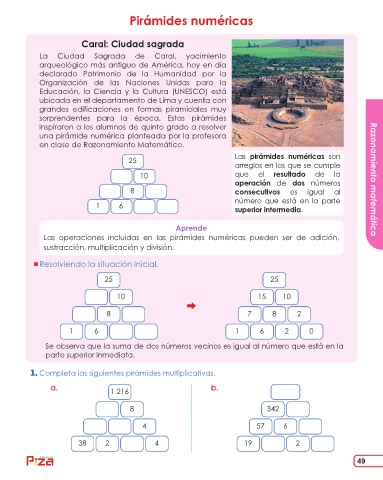 Pirámides numéricas
Caral: Ciudad sagrada
La Ciudad Sagrada de Caral, yacimiento
arqueológico más antiguo de América, hoy en día
declarado Patrimonio de la Humanidad por la
Organización de las Naciones Unidas para la
Educación, la Ciencia y la Cultura (UNESCO) está
ubicada en el departamento de Lima y cuenta con
grandes edificaciones en formas piramidales muy
sorprendentes para la época. Estas pirámides
inspiraron a los alumnos de quinto grado a resolver
una pirámide numérica planteada por la profesora
en clase de Razonamiento Matemático.
25
10
8
1 6
Las pirámides numéricas son
arreglos en los que se cumple
que el resultado de la
operación de dos números
consecutivos es igual al
número que está en la parte
superior intermedia.
Razonamiento matemático
Aprende
Las operaciones incluidas en las pirámides numéricas pueden ser de adición,
sustracción, multiplicación y división.
Resolviendo la situación inicial.
25
10
8
1 6
25
15 10
7 8 2
1 6 2 0
Se observa que la suma de dos números vecinos es igual al número que está en la
parte superior inmediata.
1. Completa las siguientes pirámides multiplicativas.
a.
1 216
8
4
38 2 4
b.
342
57 6
19 2
49